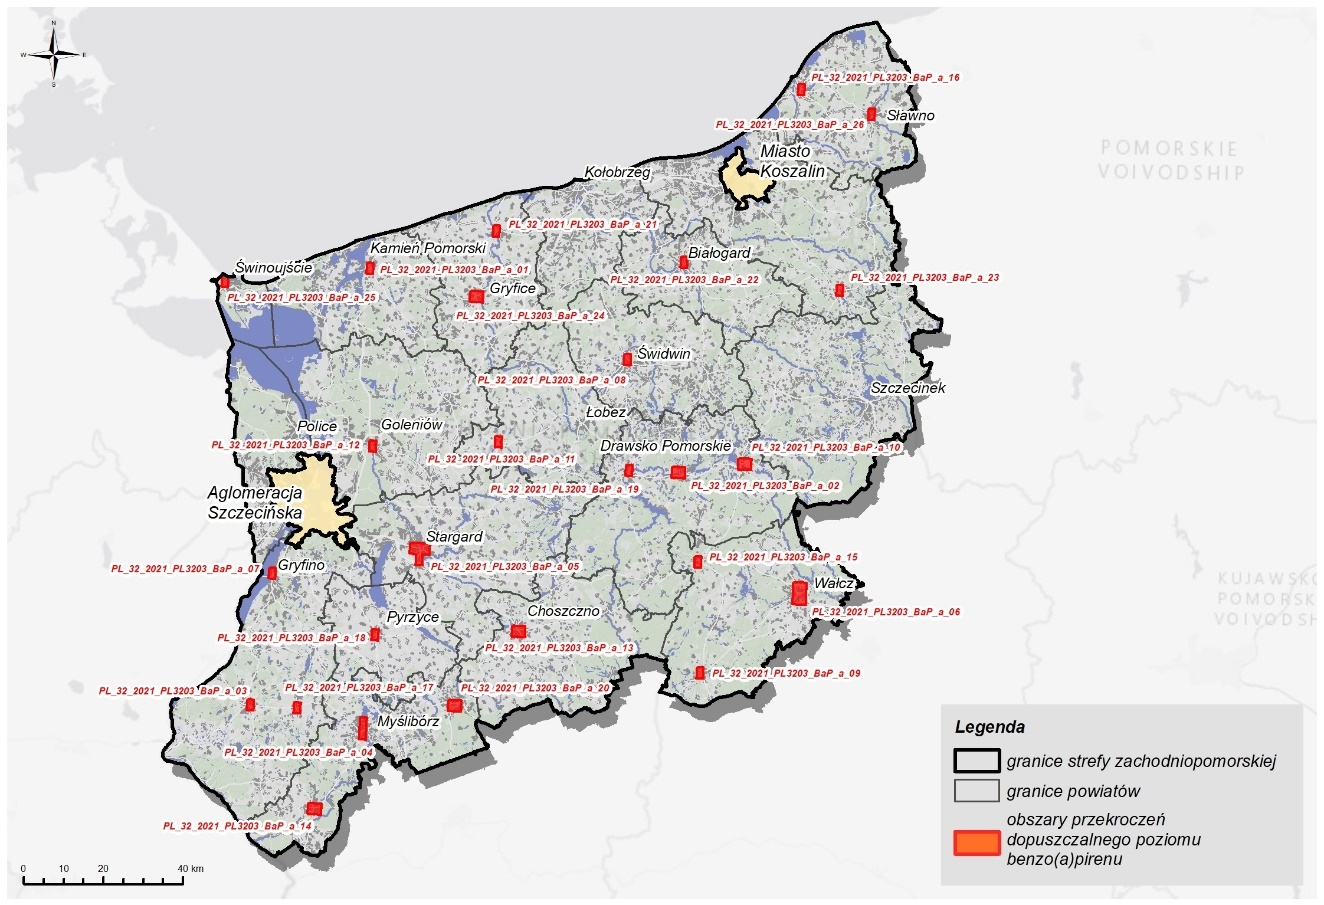 N
W
E
S
PL_32_2021_PL3203_BaP_a_16
Sławno
PL_32_2021_PL3203_BaP_a_26
Miasto
Koszalin
POMORSKIE
VOIVODSHIP
Kołobrzeg
PL_32_2021_PL3203_BaP_a_21
Kamień Pomorski
Białogard
Świnoujście
PL_32_2021_PL3203_BaP_a_01
PL_32_2021_PL3203_BaP_a_22
PL_32_2021_PL3203_BaP_a_23
Gryfice
PL_32_2021_PL3203_BaP_a_25
PL_32_2021_PL3203_BaP_a_24
Świdwin
PL_32_2021_PL3203_BaP_a_08
Szczecinek
Łobez
Police
Goleniów
PL_32_2021_PL3203_BaP_a_12
Drawsko Pomorskie
PL_32_2021_PL3203_BaP_a_10
PL_32_2021_PL3203_BaP_a_11
PL_32_2021_PL3203_BaP_a_19
PL_32_2021_PL3203_BaP_a_02
Aglomeracja
Szczecińska
Stargard
PL_32_2021_PL3203_BaP_a_15
PL_32_2021_PL3203_BaP_a_07
Gryfino
PL_32_2021_PL3203_BaP_a_05
Wałcz
PL_32_2021_PL3203_BaP_a_06
KUJAWSKO
POMORSK
VOIVODSH
Pyrzyce
Choszczno
PL_32_2021_PL3203_BaP_a_18
PL_32_2021_PL3203_BaP_a_13
PL_32_2021_PL3203_BaP_a_09
PL_32_2021_PL3203_BaP_a_03
PL_32_2021_PL3203_BaP_a_17
PL_32_2021_PL3203_BaP_a_20
Myślibórz
PL_32_2021_PL3203_BaP_a_04
PL_32_2021_PL3203_BaP_a_14
Legenda
granice strefy zachodniopomorskiej
granice powiatów
obszary przekroczeń
dopuszczalnego poziomu
benzo(a)pirenu
0 10 20 40 km